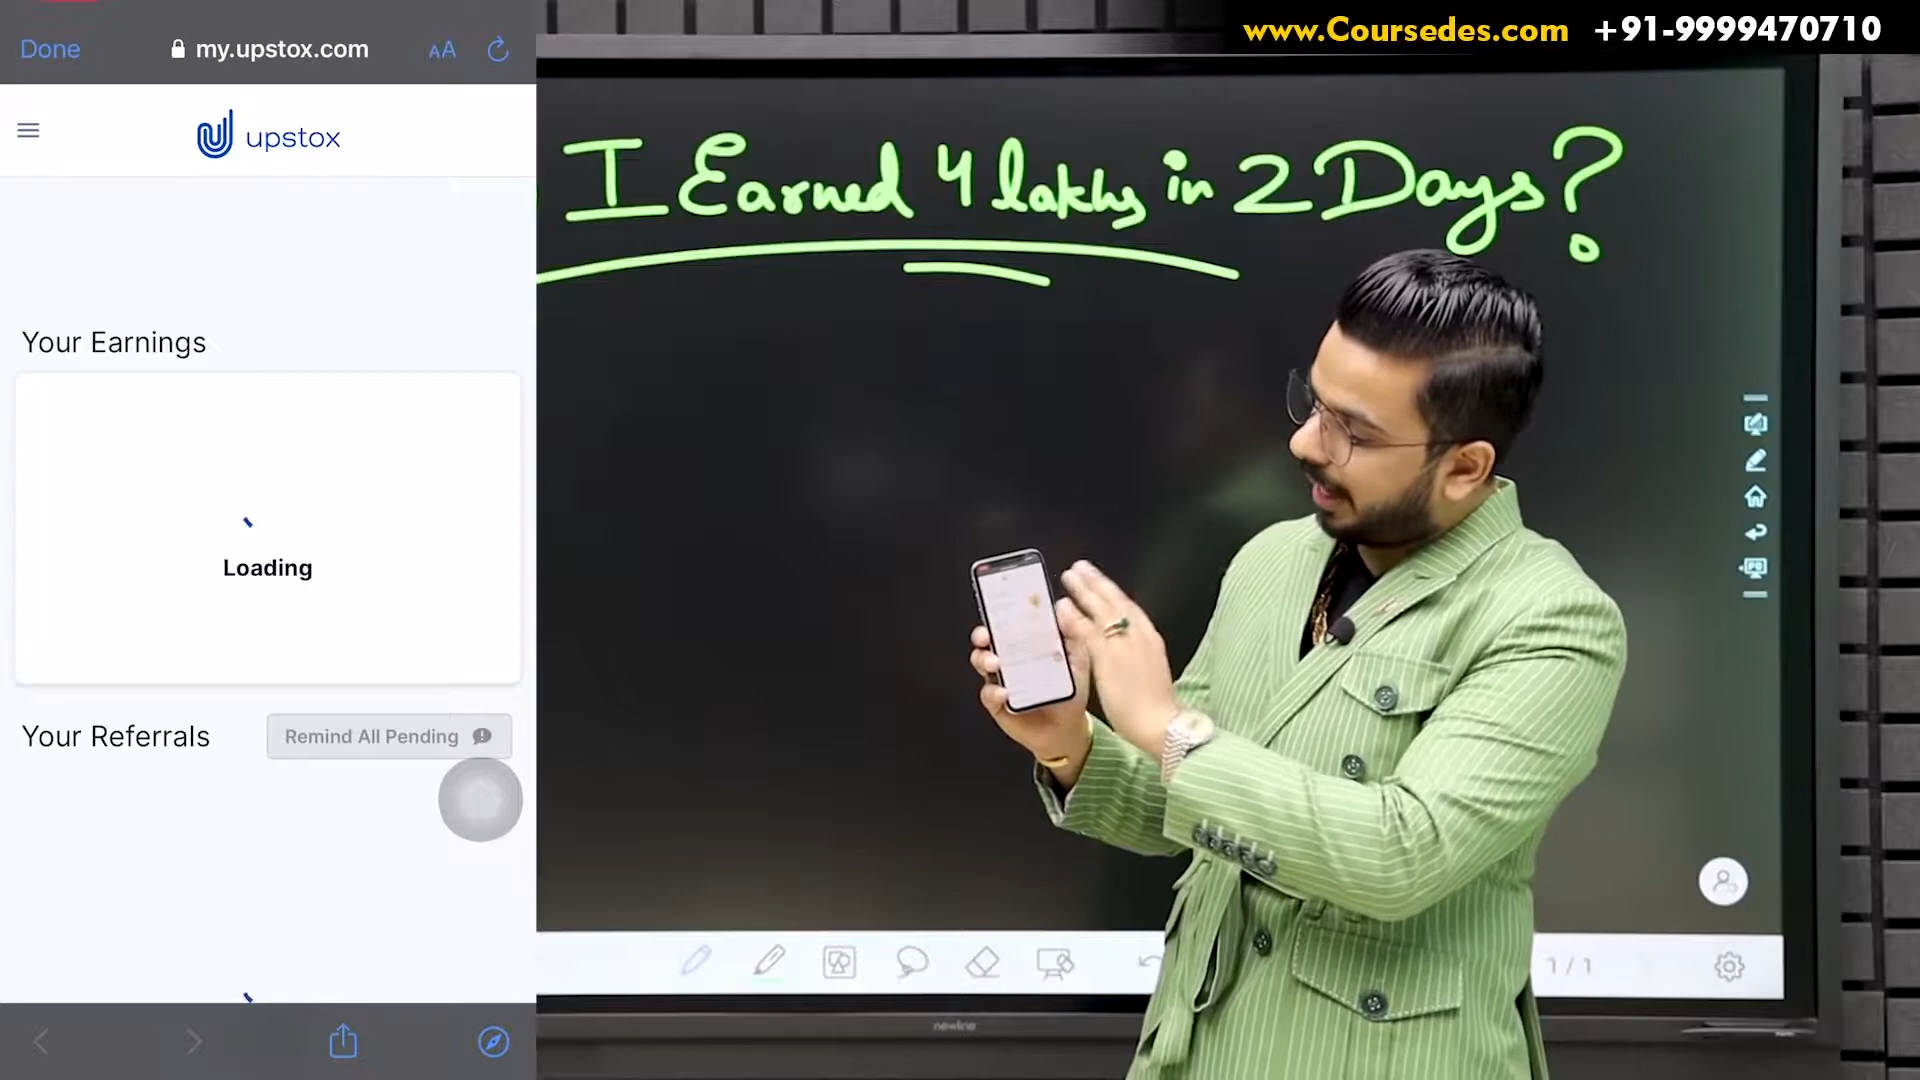 www.Coursedes.com +91-9999470710
Done my.upstox.com AA
upstox
I Earned 4 lakhs in 2 Days?
Your Earnings
Loading
Your Referrals Remind All Pending
1/1
newline